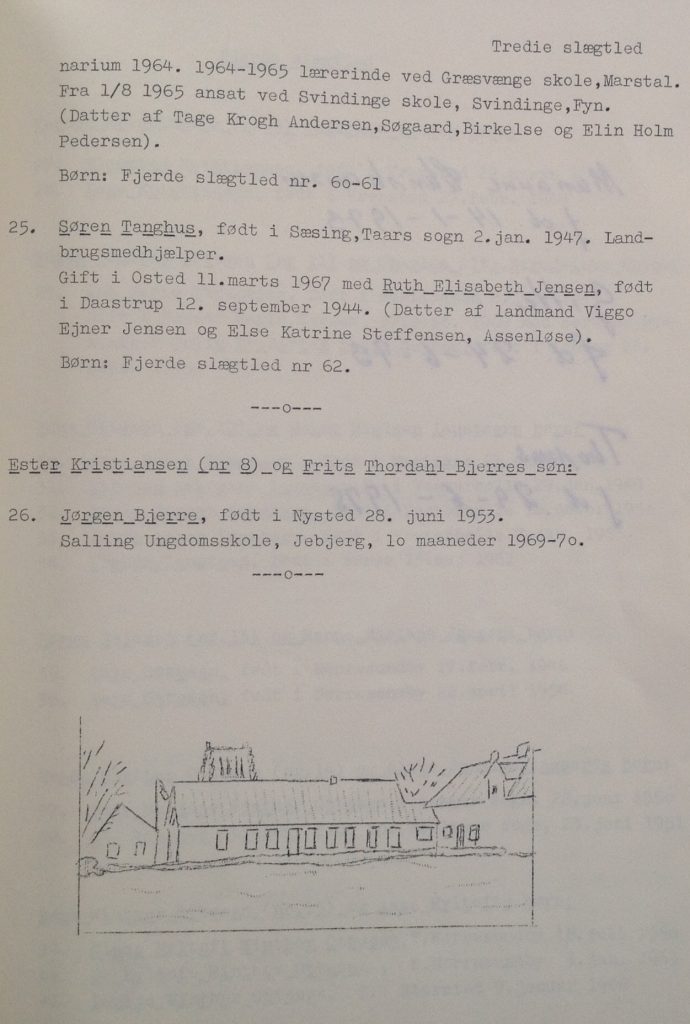 Tredie slægtled
narium 1964. 1964-1965 lærerinde ved Græsvænge skole,Marstal.
Fra 1/8 1965 ansat ved Svindinge skole, Svindinge,Fyn.
(Datter af Tage Krogh Andersen,Søgaard,Birkelse og Elin Holm
Pedersen).
Børn: Fjerde slægtled nr. 6o-61
25. Søren Tanghus, født i Sæsing,Taars sogn 2.jan. 1947. Land-
brugsmedhjælper.
Gift i Osted 11.marts 1967 med Ruth Elisabeth Jensen, født
i Daastrup 12. september 1944. (Datter af landmand Viggo
Ejner Jensen og Else Katrine Steffensen, Assenløse).
Børn: Fjerde slægtled nr 62.
---o---
Ester Kristiansen (nr 8) og Frits Thordahl Bjerres søn:
26. Jørgen Bjerre, født i Nysted 28. juni 1953.
Salling Ungdomsskole, Jebjerg, lo maaneder 1969-7o.
---o---